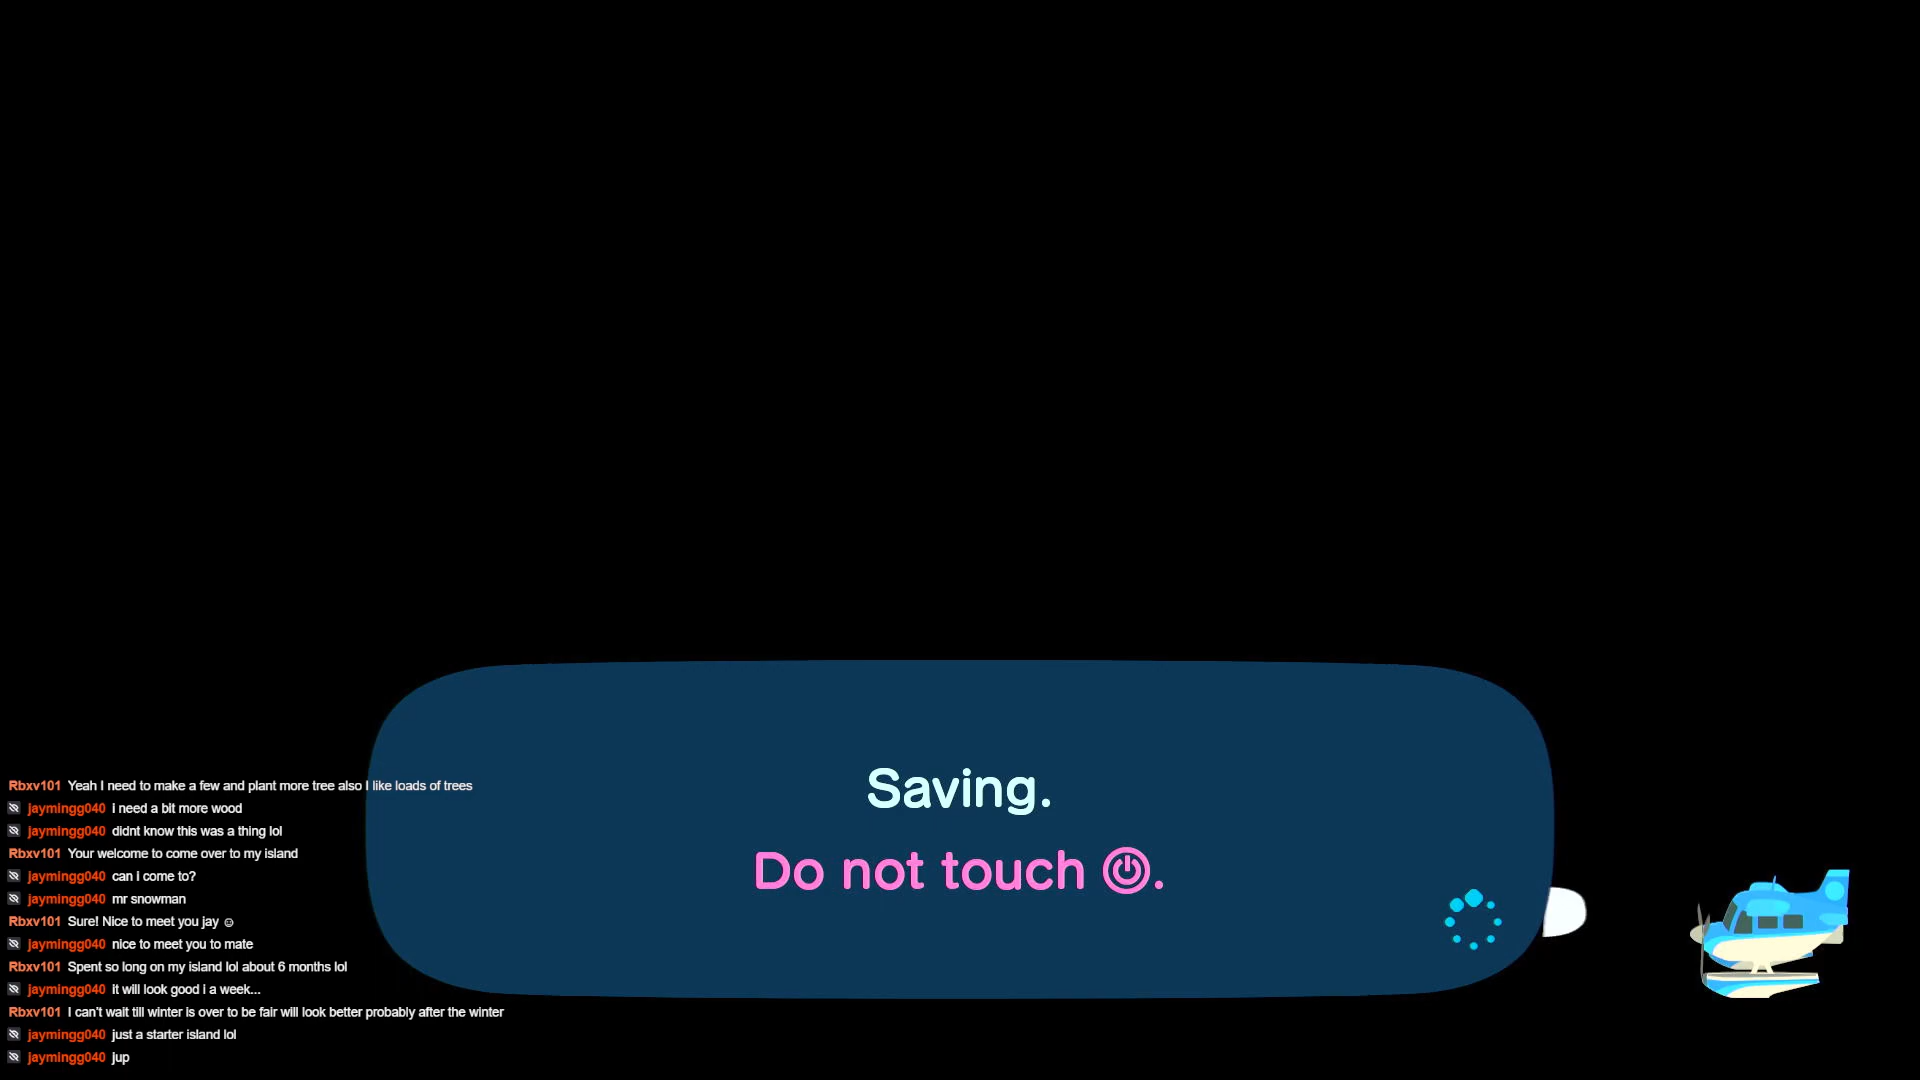 Saving.
Do not touch ⏻.
Rbxv101 Yeah I need to make a few and plant more tree also I like loads of trees
jaymingg040 i need a bit more wood
jaymingg040 didnt know this was a thing lol
Rbxv101 Your welcome to come over to my island
jaymingg040 can i come to?
jaymingg040 mr snowman
Rbxv101 Sure! Nice to meet you jay ☺
jaymingg040 nice to meet you to mate
Rbxv101 Spent so long on my island lol about 6 months lol
jaymingg040 it will look good i a week...
Rbxv101 I can't wait till winter is over to be fair will look better probably after the winter
jaymingg040 just a starter island lol
jaymingg040 jup